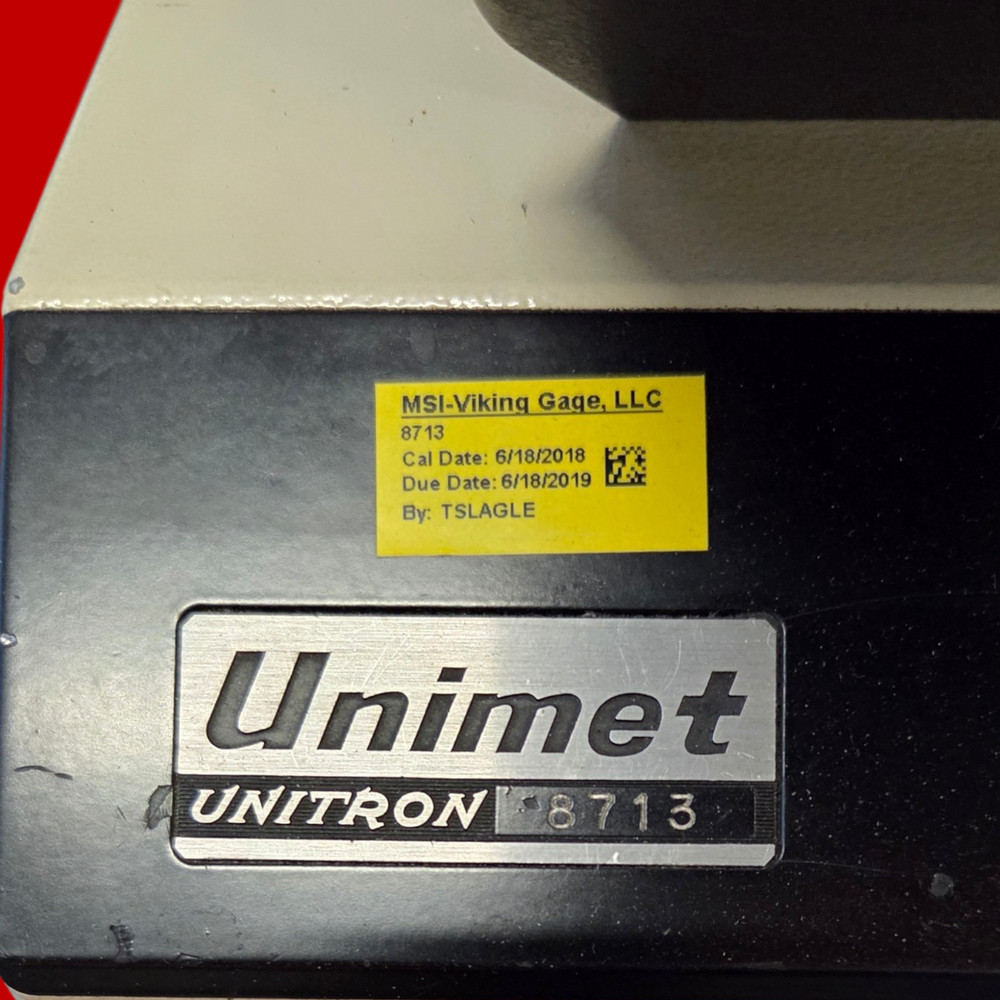 MSI-Viking Gage, LLC
8713
Cal Date: 6/18/2018
Due Date: 6/18/2019
By: TSLAGLE
Unimet
UNITRON 8713